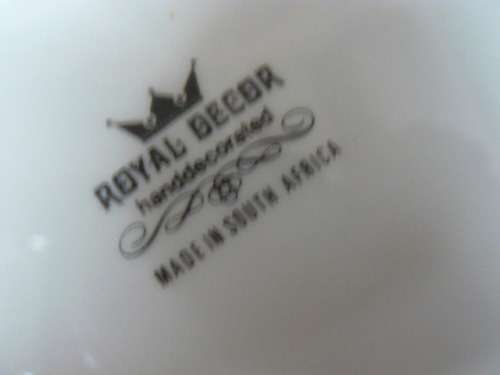 ROYAL DECOR
handdecorated
MADE IN SOUTH AFRICA